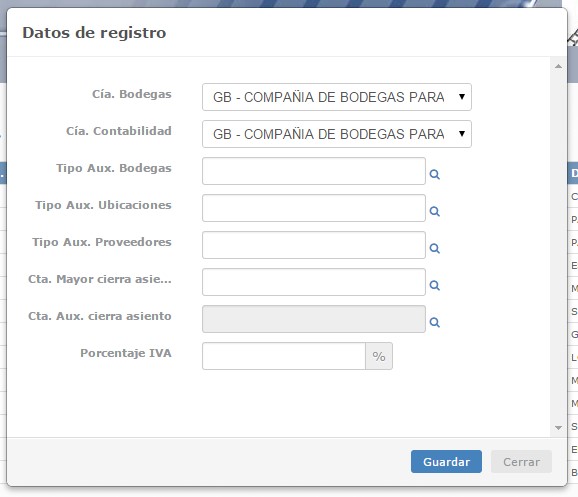 Datos de registro
Cía. Bodegas
GB - COMPAÑIA DE BODEGAS PARA
Cía. Contabilidad
GB - COMPAÑIA DE BODEGAS PARA
Tipo Aux. Bodegas
Tipo Aux. Ubicaciones
Tipo Aux. Proveedores
Cta. Mayor cierra asie...
Cta. Aux. cierra asiento
Porcentaje IVA
%
Guardar Cerrar